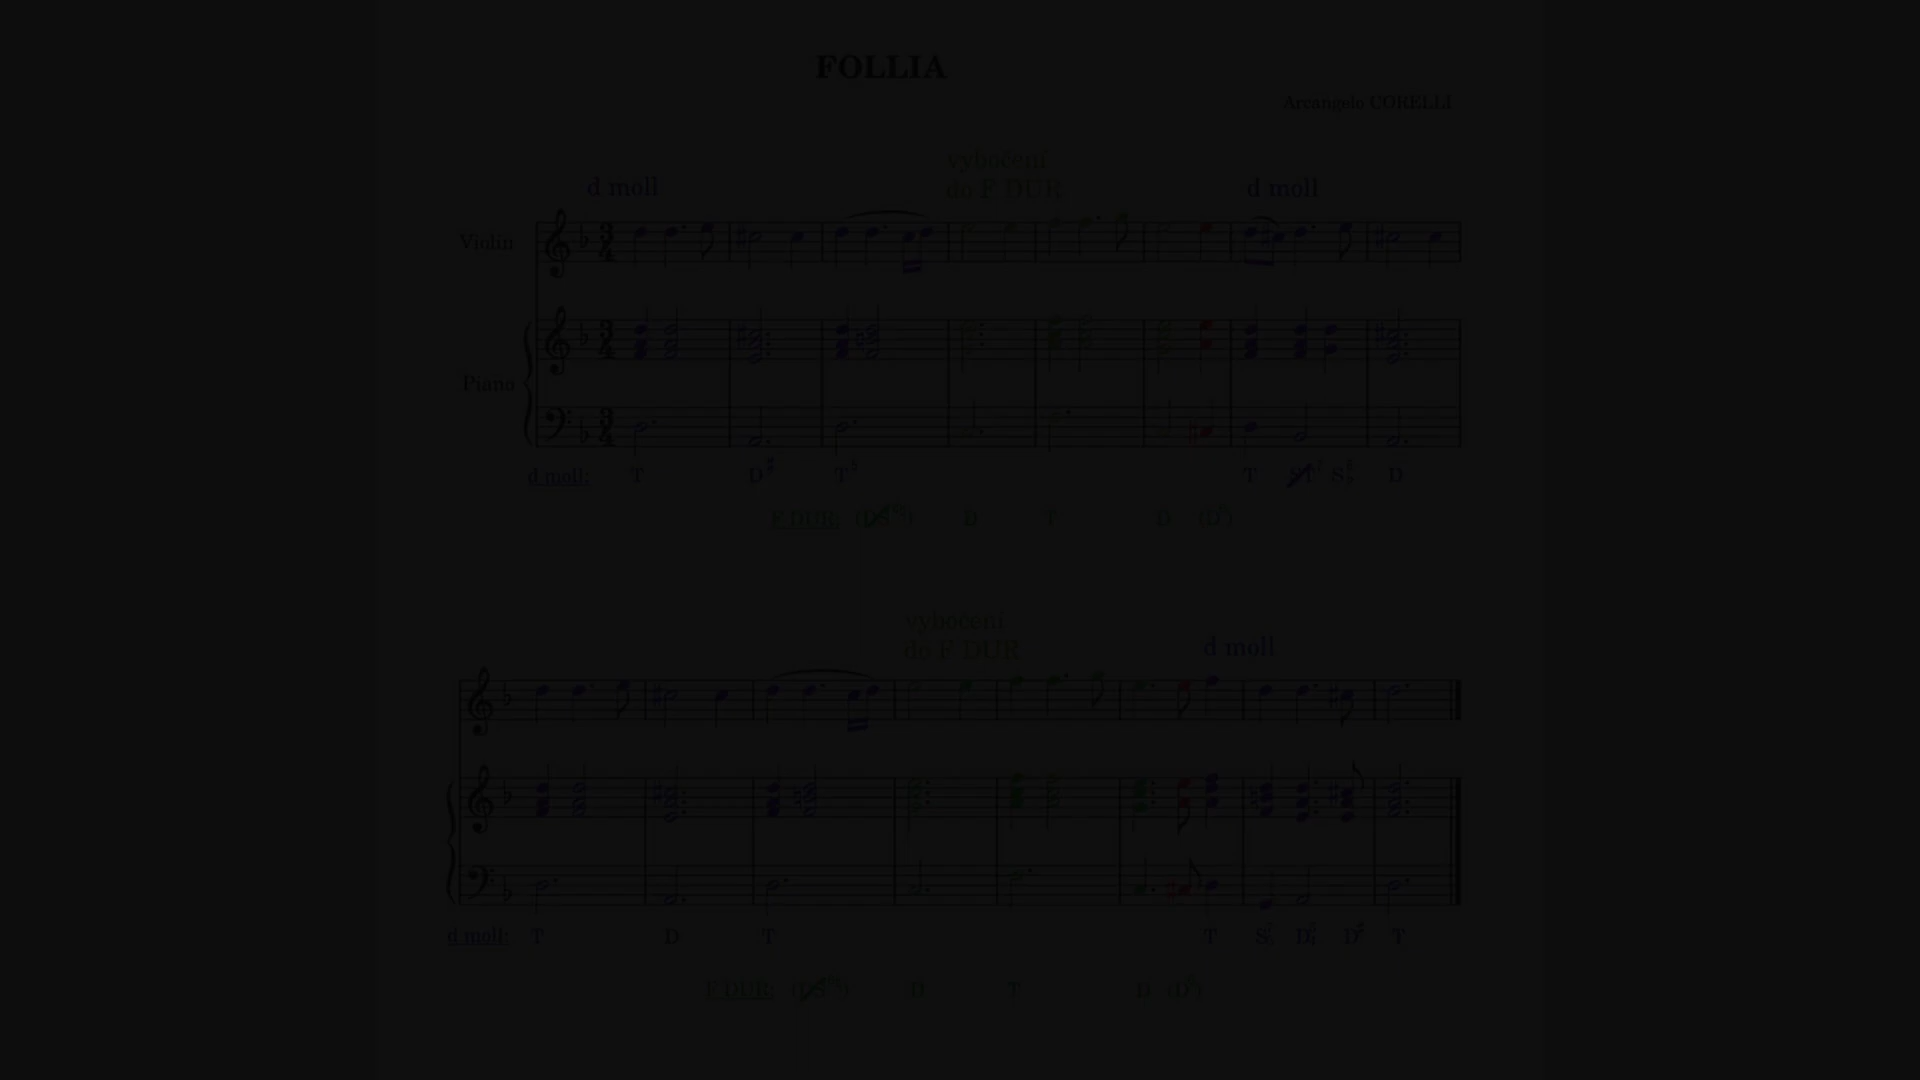 FOLLIA
Arcangelo CORELLI
vybočení
do F DUR
d moll
d moll
Violin
Piano
d moll: T D T T S D
F DUR: D T D (D
vybočení
do F DUR
d moll
d moll: T D T T S D D T
F DUR: D T D (D